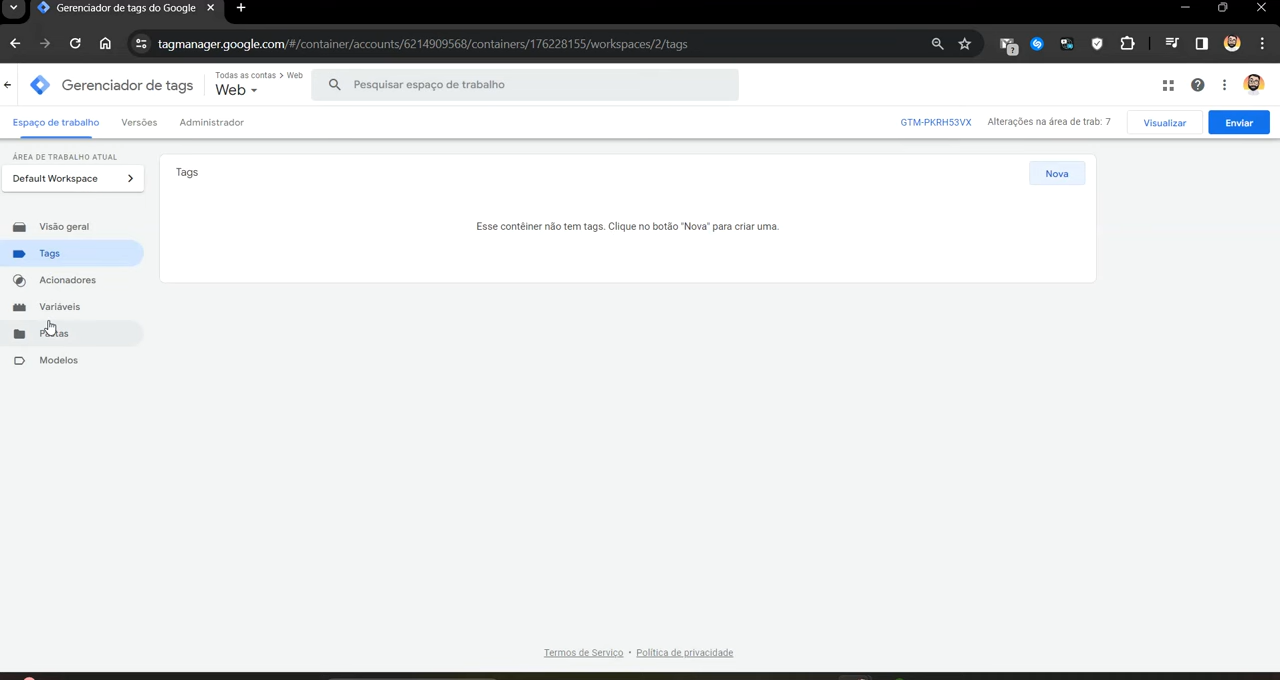 Gerenciador de tags do Google
tagmanager.google.com/#/container/accounts/6214909568/containers/176228155/workspaces/2/tags
Gerenciador de tags
Todas as contas > Web
Web
Pesquisar espaço de trabalho
Espaço de trabalho
Versões
Administrador
GTM-PKRH53VX
Alterações na área de trab: 7
Visualizar
Enviar
ÁREA DE TRABALHO ATUAL
Default Workspace
Visão geral
Tags
Acionadores
Variáveis
Pastas
Modelos
Tags
Nova
Esse contêiner não tem tags. Clique no botão "Nova" para criar uma.
Termos de Serviço • Política de privacidade